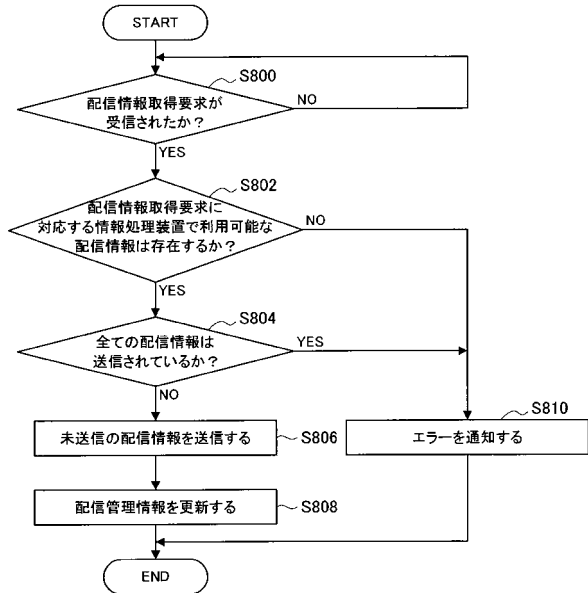 START
S800
配信情報取得要求が
受信されたか？
NO
YES
S802
配信情報取得要求に
対応する情報処理装置で利用可能な
配信情報は存在するか？
NO
YES
S804
全ての配信情報は
送信されているか？
YES
NO
S810
未送信の配信情報を送信する
S806
エラーを通知する
配信管理情報を更新する
S808
END